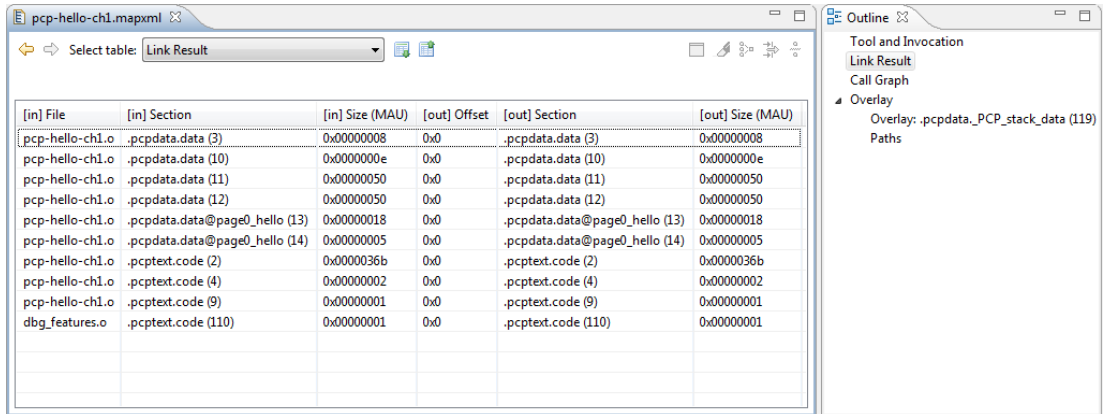 pcp-hello-ch1.mapxml
Select table: Link Result
[in] File [in] Section [in] Size (MAU) [out] Offset [out] Section [out] Size (MAU)
pcp-hello-ch1.o .pcpdata.data (3) 0x00000008 0x0 .pcpdata.data (3) 0x00000008
pcp-hello-ch1.o .pcpdata.data (10) 0x0000000e 0x0 .pcpdata.data (10) 0x0000000e
pcp-hello-ch1.o .pcpdata.data (11) 0x00000050 0x0 .pcpdata.data (11) 0x00000050
pcp-hello-ch1.o .pcpdata.data (12) 0x00000050 0x0 .pcpdata.data (12) 0x00000050
pcp-hello-ch1.o .pcpdata.data@page0_hello (13) 0x00000018 0x0 .pcpdata.data@page0_hello (13) 0x00000018
pcp-hello-ch1.o .pcpdata.data@page0_hello (14) 0x00000005 0x0 .pcpdata.data@page0_hello (14) 0x00000005
pcp-hello-ch1.o .pcptext.code (2) 0x0000036b 0x0 .pcptext.code (2) 0x0000036b
pcp-hello-ch1.o .pcptext.code (4) 0x00000002 0x0 .pcptext.code (4) 0x00000002
pcp-hello-ch1.o .pcptext.code (9) 0x00000001 0x0 .pcptext.code (9) 0x00000001
dbg_features.o .pcptext.code (110) 0x00000001 0x0 .pcptext.code (110) 0x00000001
Outline
Tool and Invocation
Link Result
Call Graph
Overlay
Overlay: .pcpdata._PCP_stack_data (119)
Paths